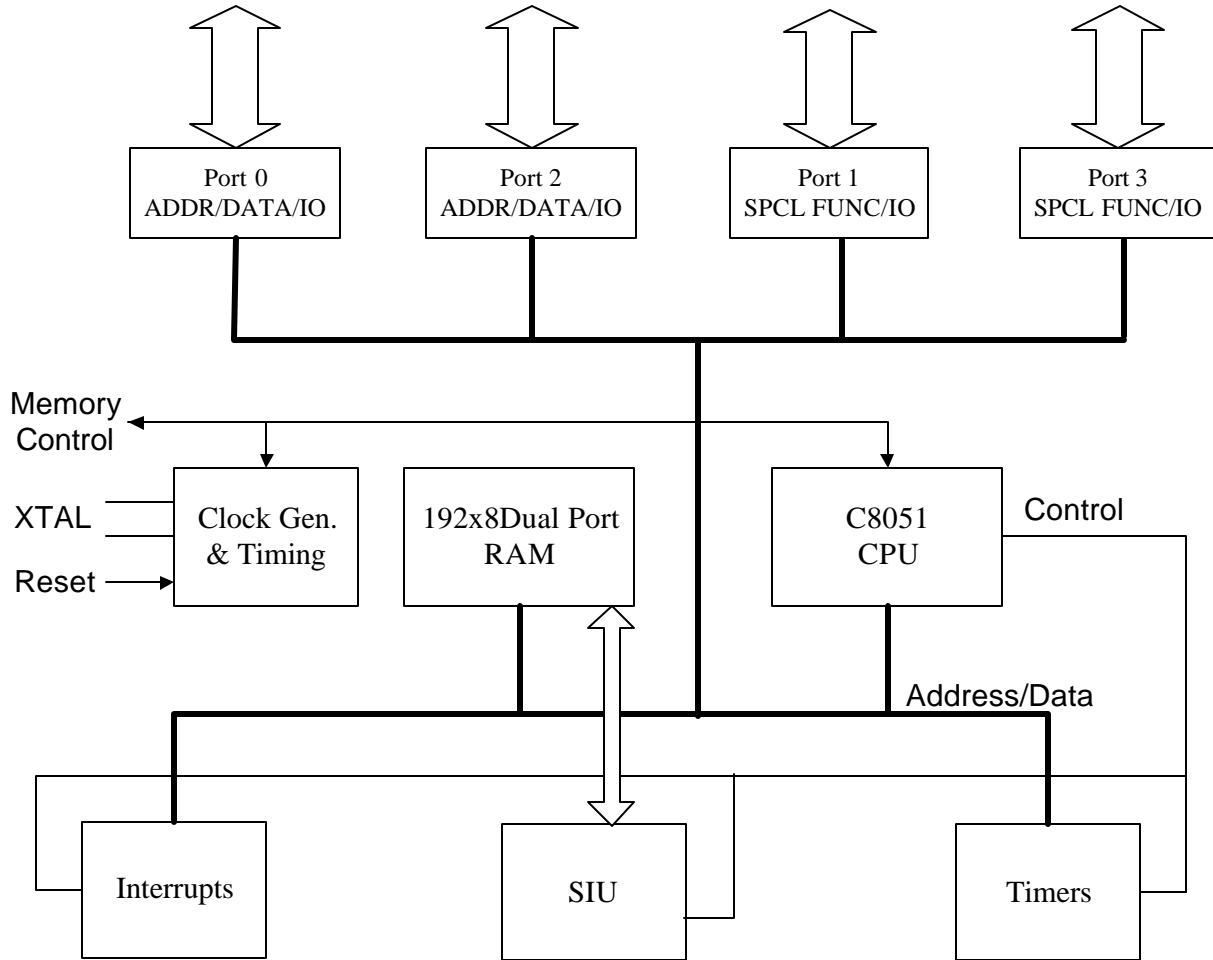 Port 0
ADDR/DATA/IO
Port 2
ADDR/DATA/IO
Port 1
SPCL FUNC/IO
Port 3
SPCL FUNC/IO
Memory
Control
XTAL
Reset
Clock Gen.
& Timing
192x8Dual Port
RAM
C8051
CPU
Control
Address/Data
Interrupts
SIU
Timers